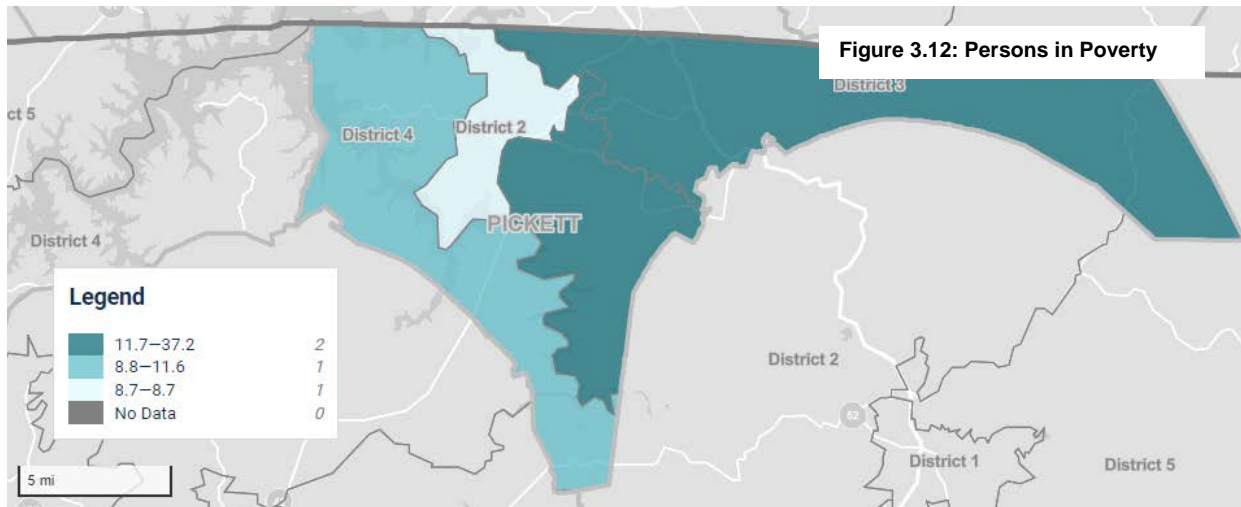 Figure 3.12: Persons in Poverty
District 3
ct 5
District 4
District 2
PICKETT
District 4
Legend
11.7–37.2 2
8.8–11.6 1
8.7–8.7 1
No Data 0
District 2
62
District 1
District 5
5 mi